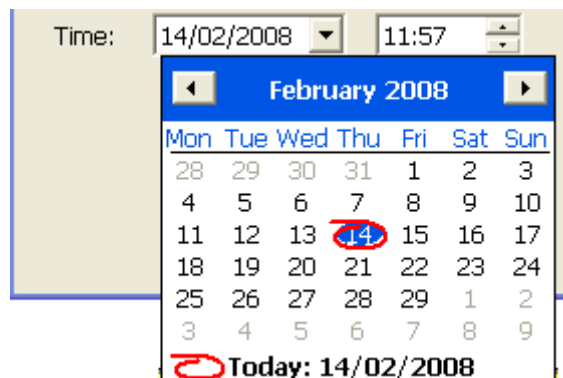 Time: 14/02/2008 11:57
February 2008
Mon Tue Wed Thu Fri Sat Sun
28 29 30 31 1 2 3
4 5 6 7 8 9 10
11 12 13 14 15 16 17
18 19 20 21 22 23 24
25 26 27 28 29 1 2
3 4 5 6 7 8 9
Today: 14/02/2008